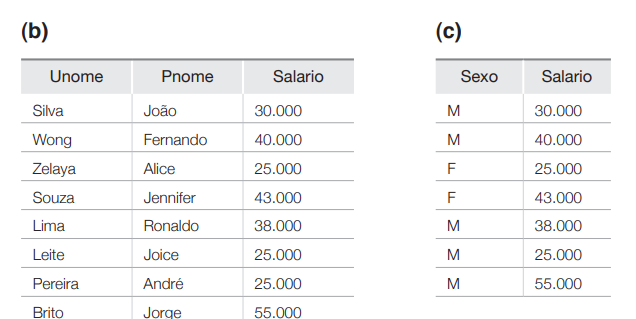 (b)
Unome Pnome Salario
Silva João 30.000
Wong Fernando 40.000
Zelaya Alice 25.000
Souza Jennifer 43.000
Lima Ronaldo 38.000
Leite Joice 25.000
Pereira André 25.000
Brito Jorge 55.000
(c)
Sexo Salario
M 30.000
M 40.000
F 25.000
F 43.000
M 38.000
M 25.000
M 55.000